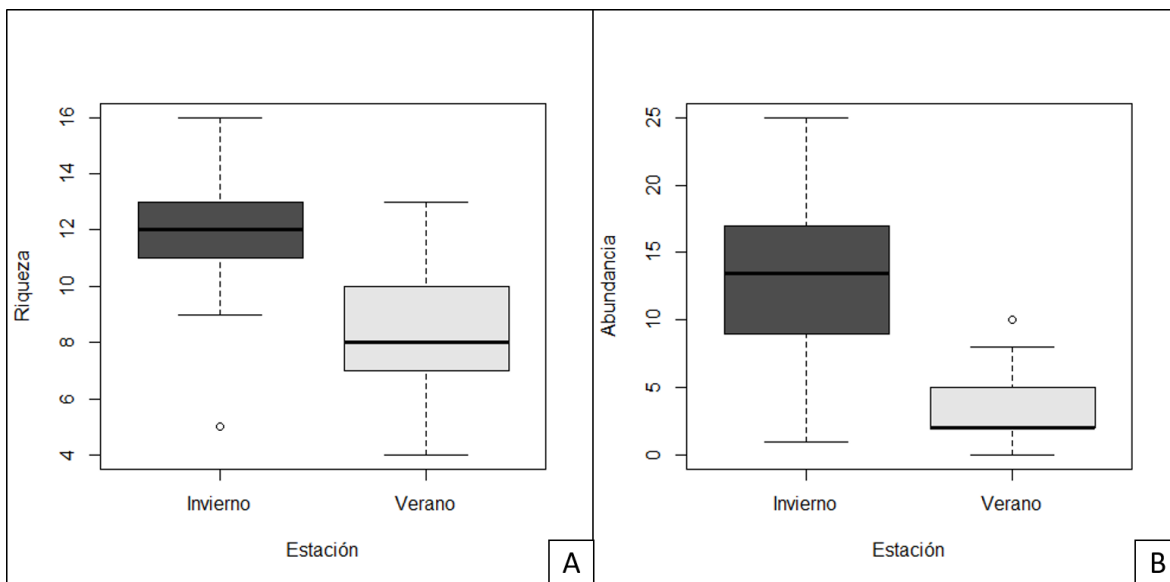 Riqueza
16
14
12
10
8
6
4
Invierno
Verano
Estación
A
Abundancia
25
20
15
10
5
0
Invierno
Verano
Estación
B